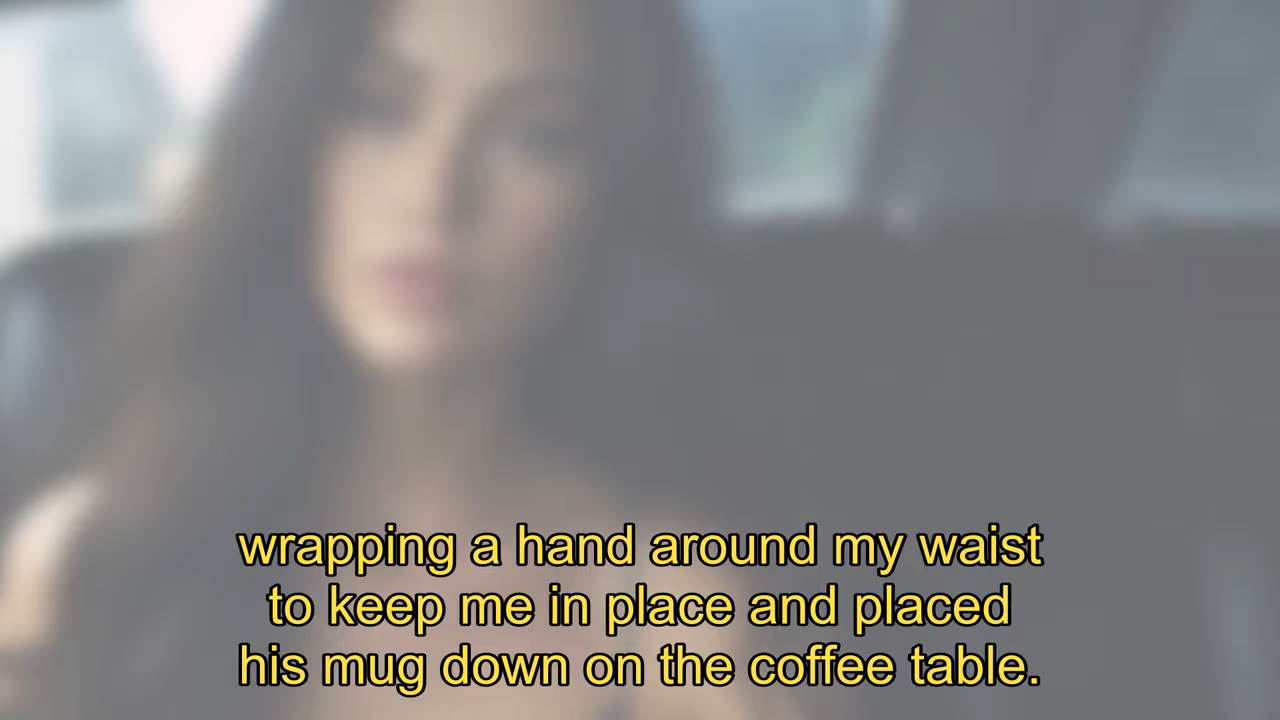 wrapping a hand around my waist
to keep me in place and placed
his mug down on the coffee table.